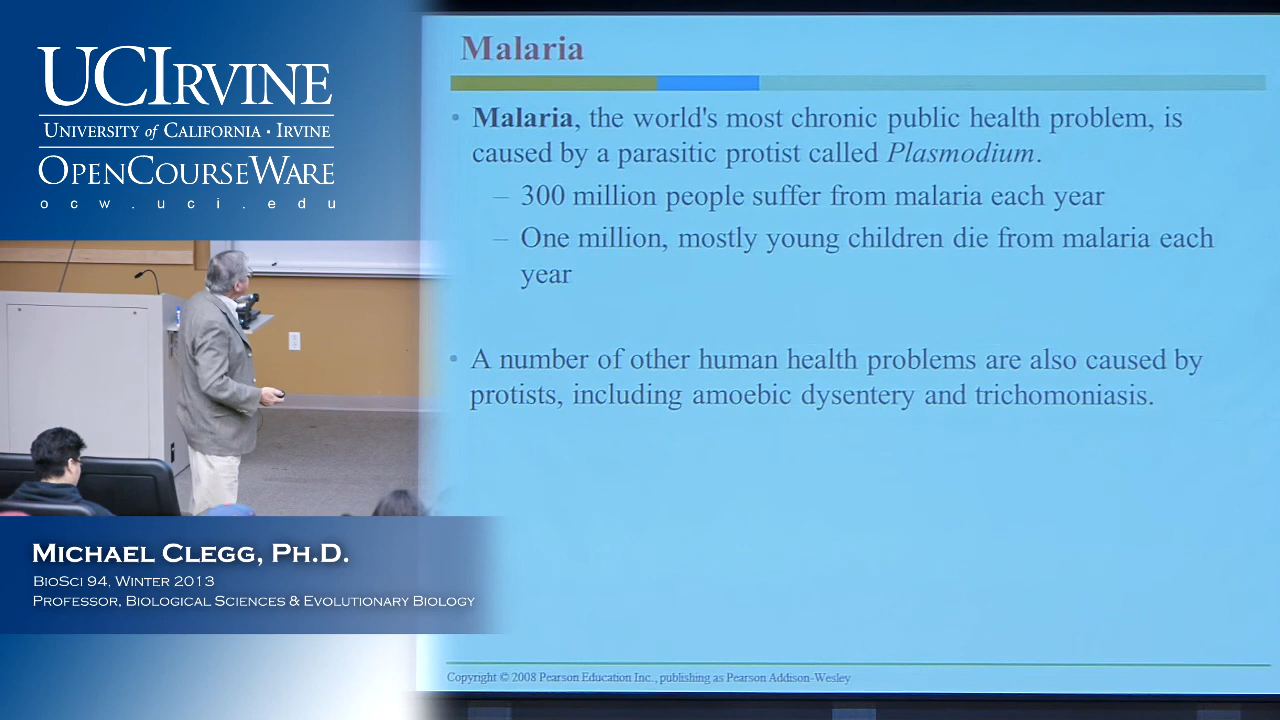 UCIRVINE
UNIVERSITY of CALIFORNIA · IRVINE
OPENCOURSEWARE
ocw.uci.edu
MICHAEL CLEGG, PH.D.
BIOSCI 94, WINTER 2013
PROFESSOR, BIOLOGICAL SCIENCES & EVOLUTIONARY BIOLOGY
Malaria
• Malaria, the world's most chronic public health problem, is
caused by a parasitic protist called Plasmodium.
– 300 million people suffer from malaria each year
– One million, mostly young children die from malaria each
year
• A number of other human health problems are also caused by
protists, including amoebic dysentery and trichomoniasis.
Copyright © 2008 Pearson Education Inc., publishing as Pearson Addison-Wesley